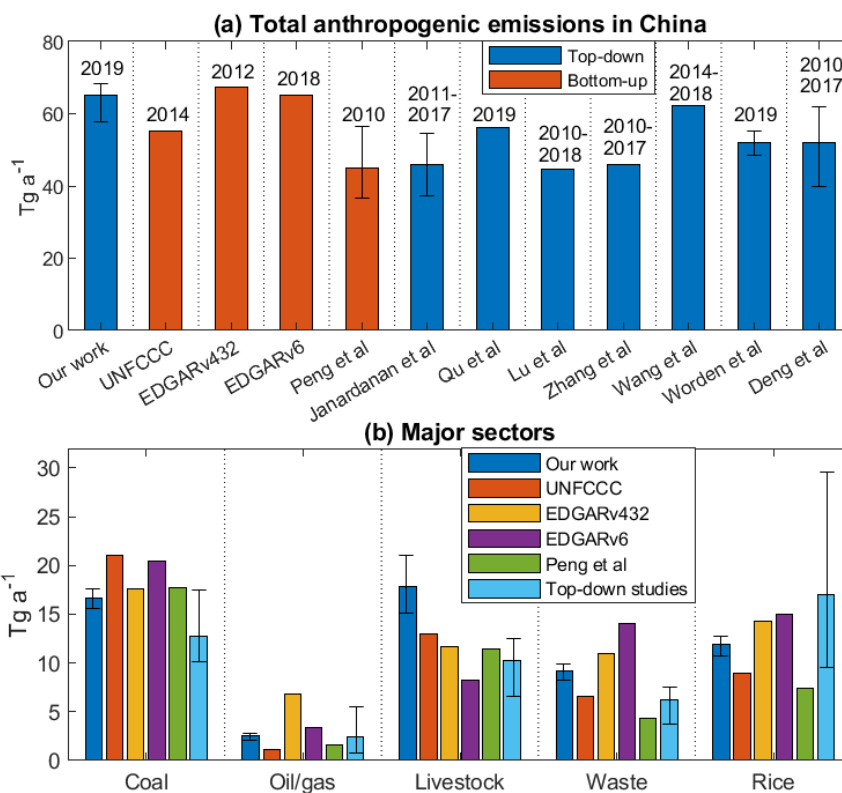 (a) Total anthropogenic emissions in China
80
60
40
20
0
Tg a⁻¹
Top-down
Bottom-up
2019
2014
2012
2018
2010
2011-
2017
2019
2010-
2018
2010-
2017
2014-
2018
2019
2010
2017
Our work
UNFCCC
EDGARv432
EDGARv6
Peng et al
Janardanan et al
Qu et al
Lu et al
Zhang et al
Wang et al
Worden et al
Deng et al
(b) Major sectors
30
25
20
15
10
5
0
Tg a⁻¹
Our work
UNFCCC
EDGARv432
EDGARv6
Peng et al
Top-down studies
Coal
Oil/gas
Livestock
Waste
Rice